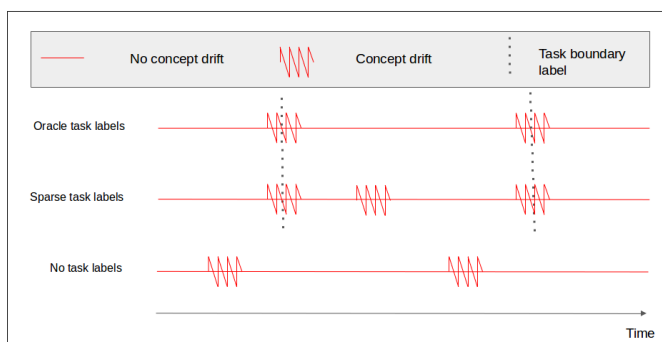 No concept drift
Concept drift
Task boundary
label
Oracle task labels
Sparse task labels
No task labels
Time